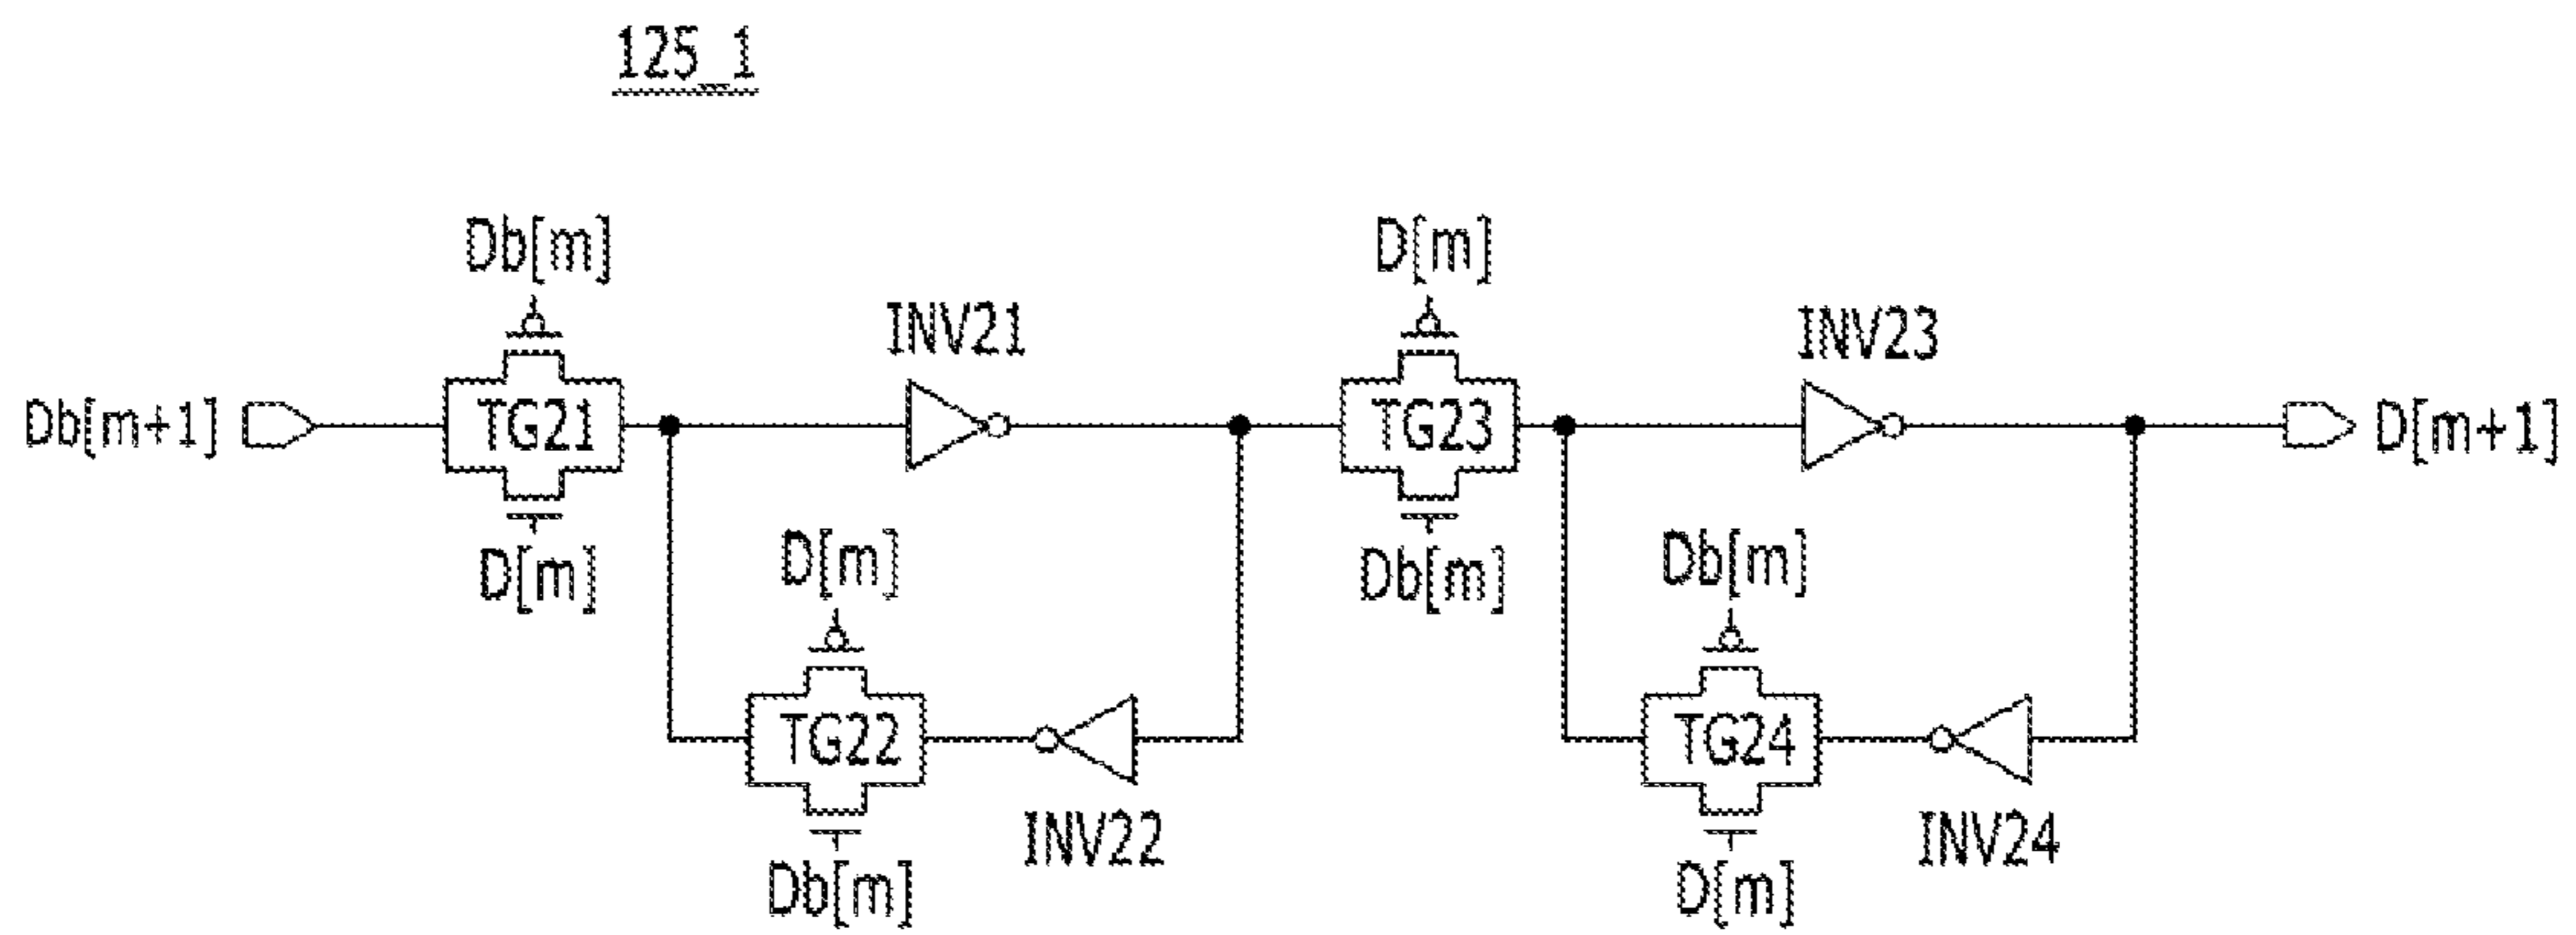 125_1
Db[m]
D[m]
INV21
INV23
Db[m+1]
TG21
TG23
D[m+1]
D[m]
D[m]
Db[m]
Db[m]
TG22
TG24
INV22
INV24
Db[m]
D[m]